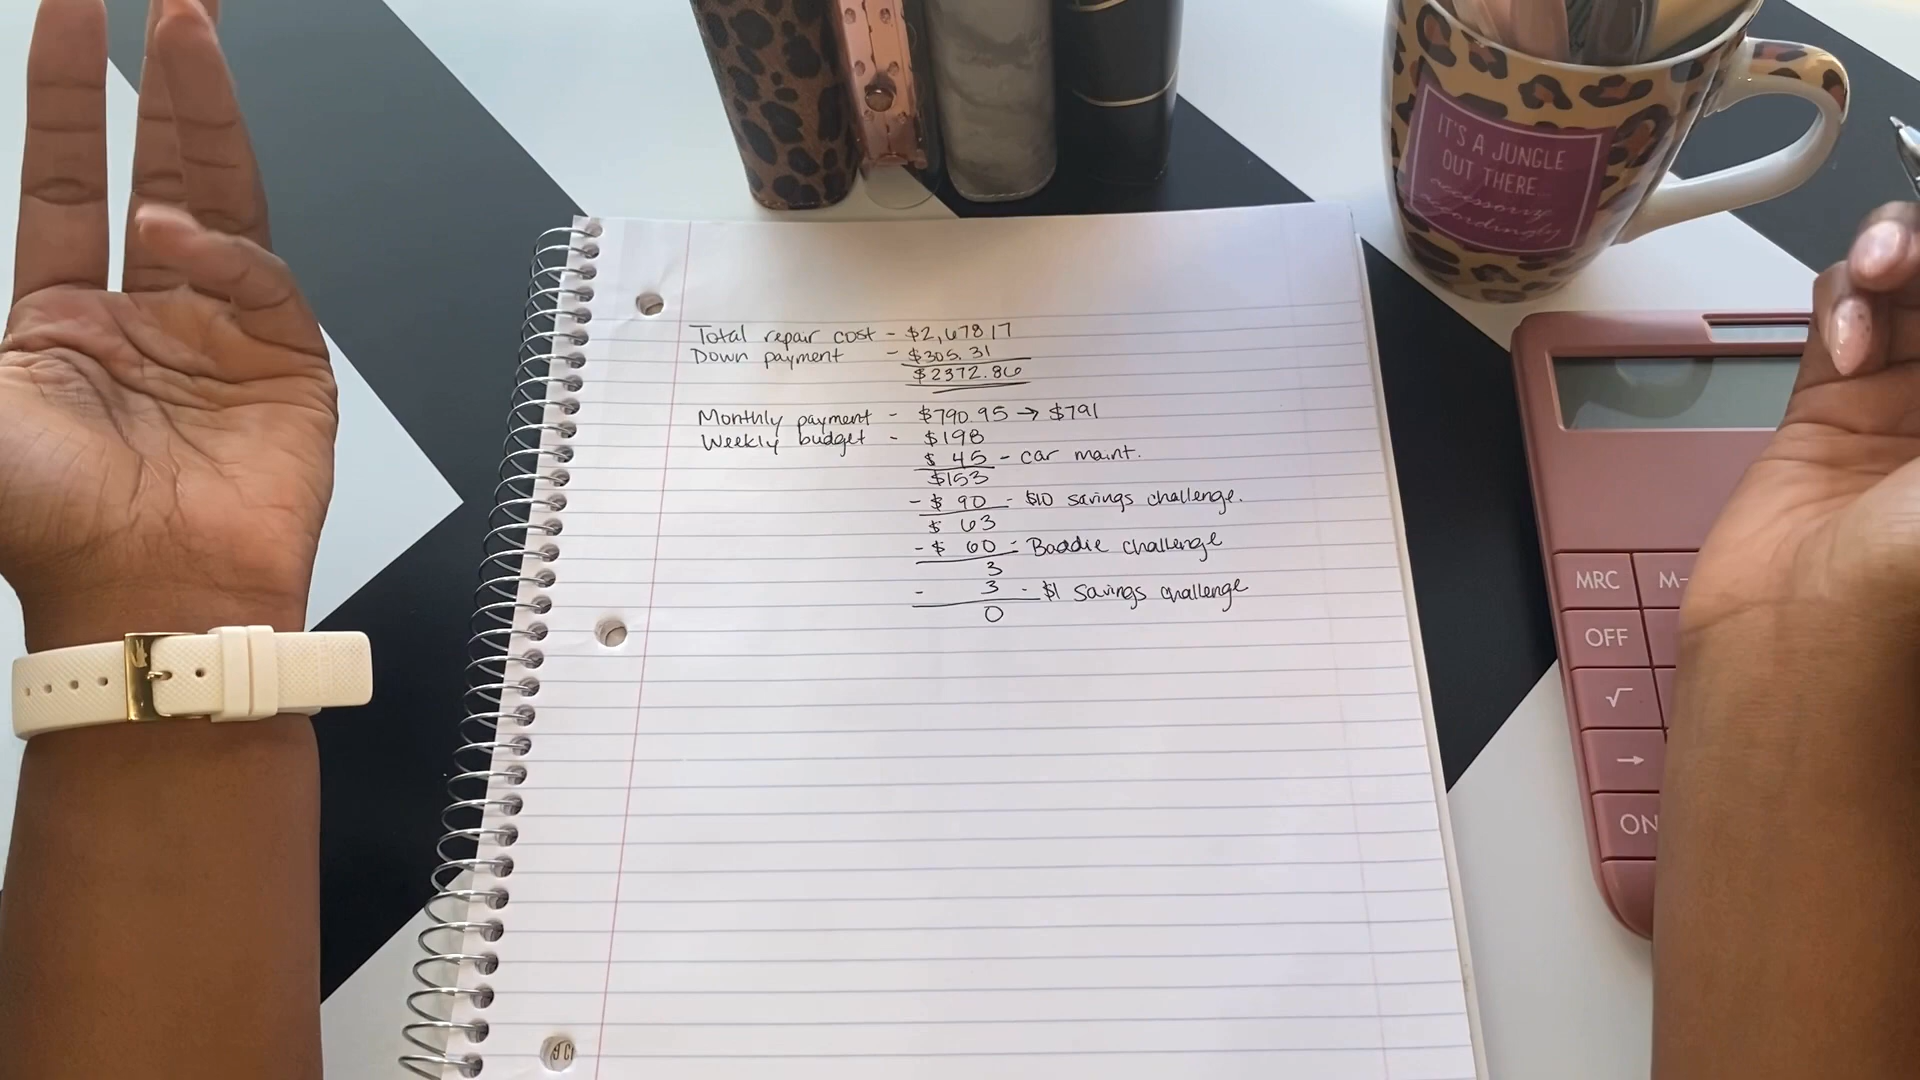 Total repair cost - $2,678.17
Down payment - $305.31
$2372.86
Monthly payment - $790.95 → $791
Weekly budget - $198
$ 45 - car maint.
$153
- $ 90 - $10 savings challenge.
$ 63
- $ 60 - Baddie challenge
3
- 3 - $1 savings challenge
0
IT'S A JUNGLE
OUT THERE
accessorize
accordingly
MRC M-
OFF
√
→
ON